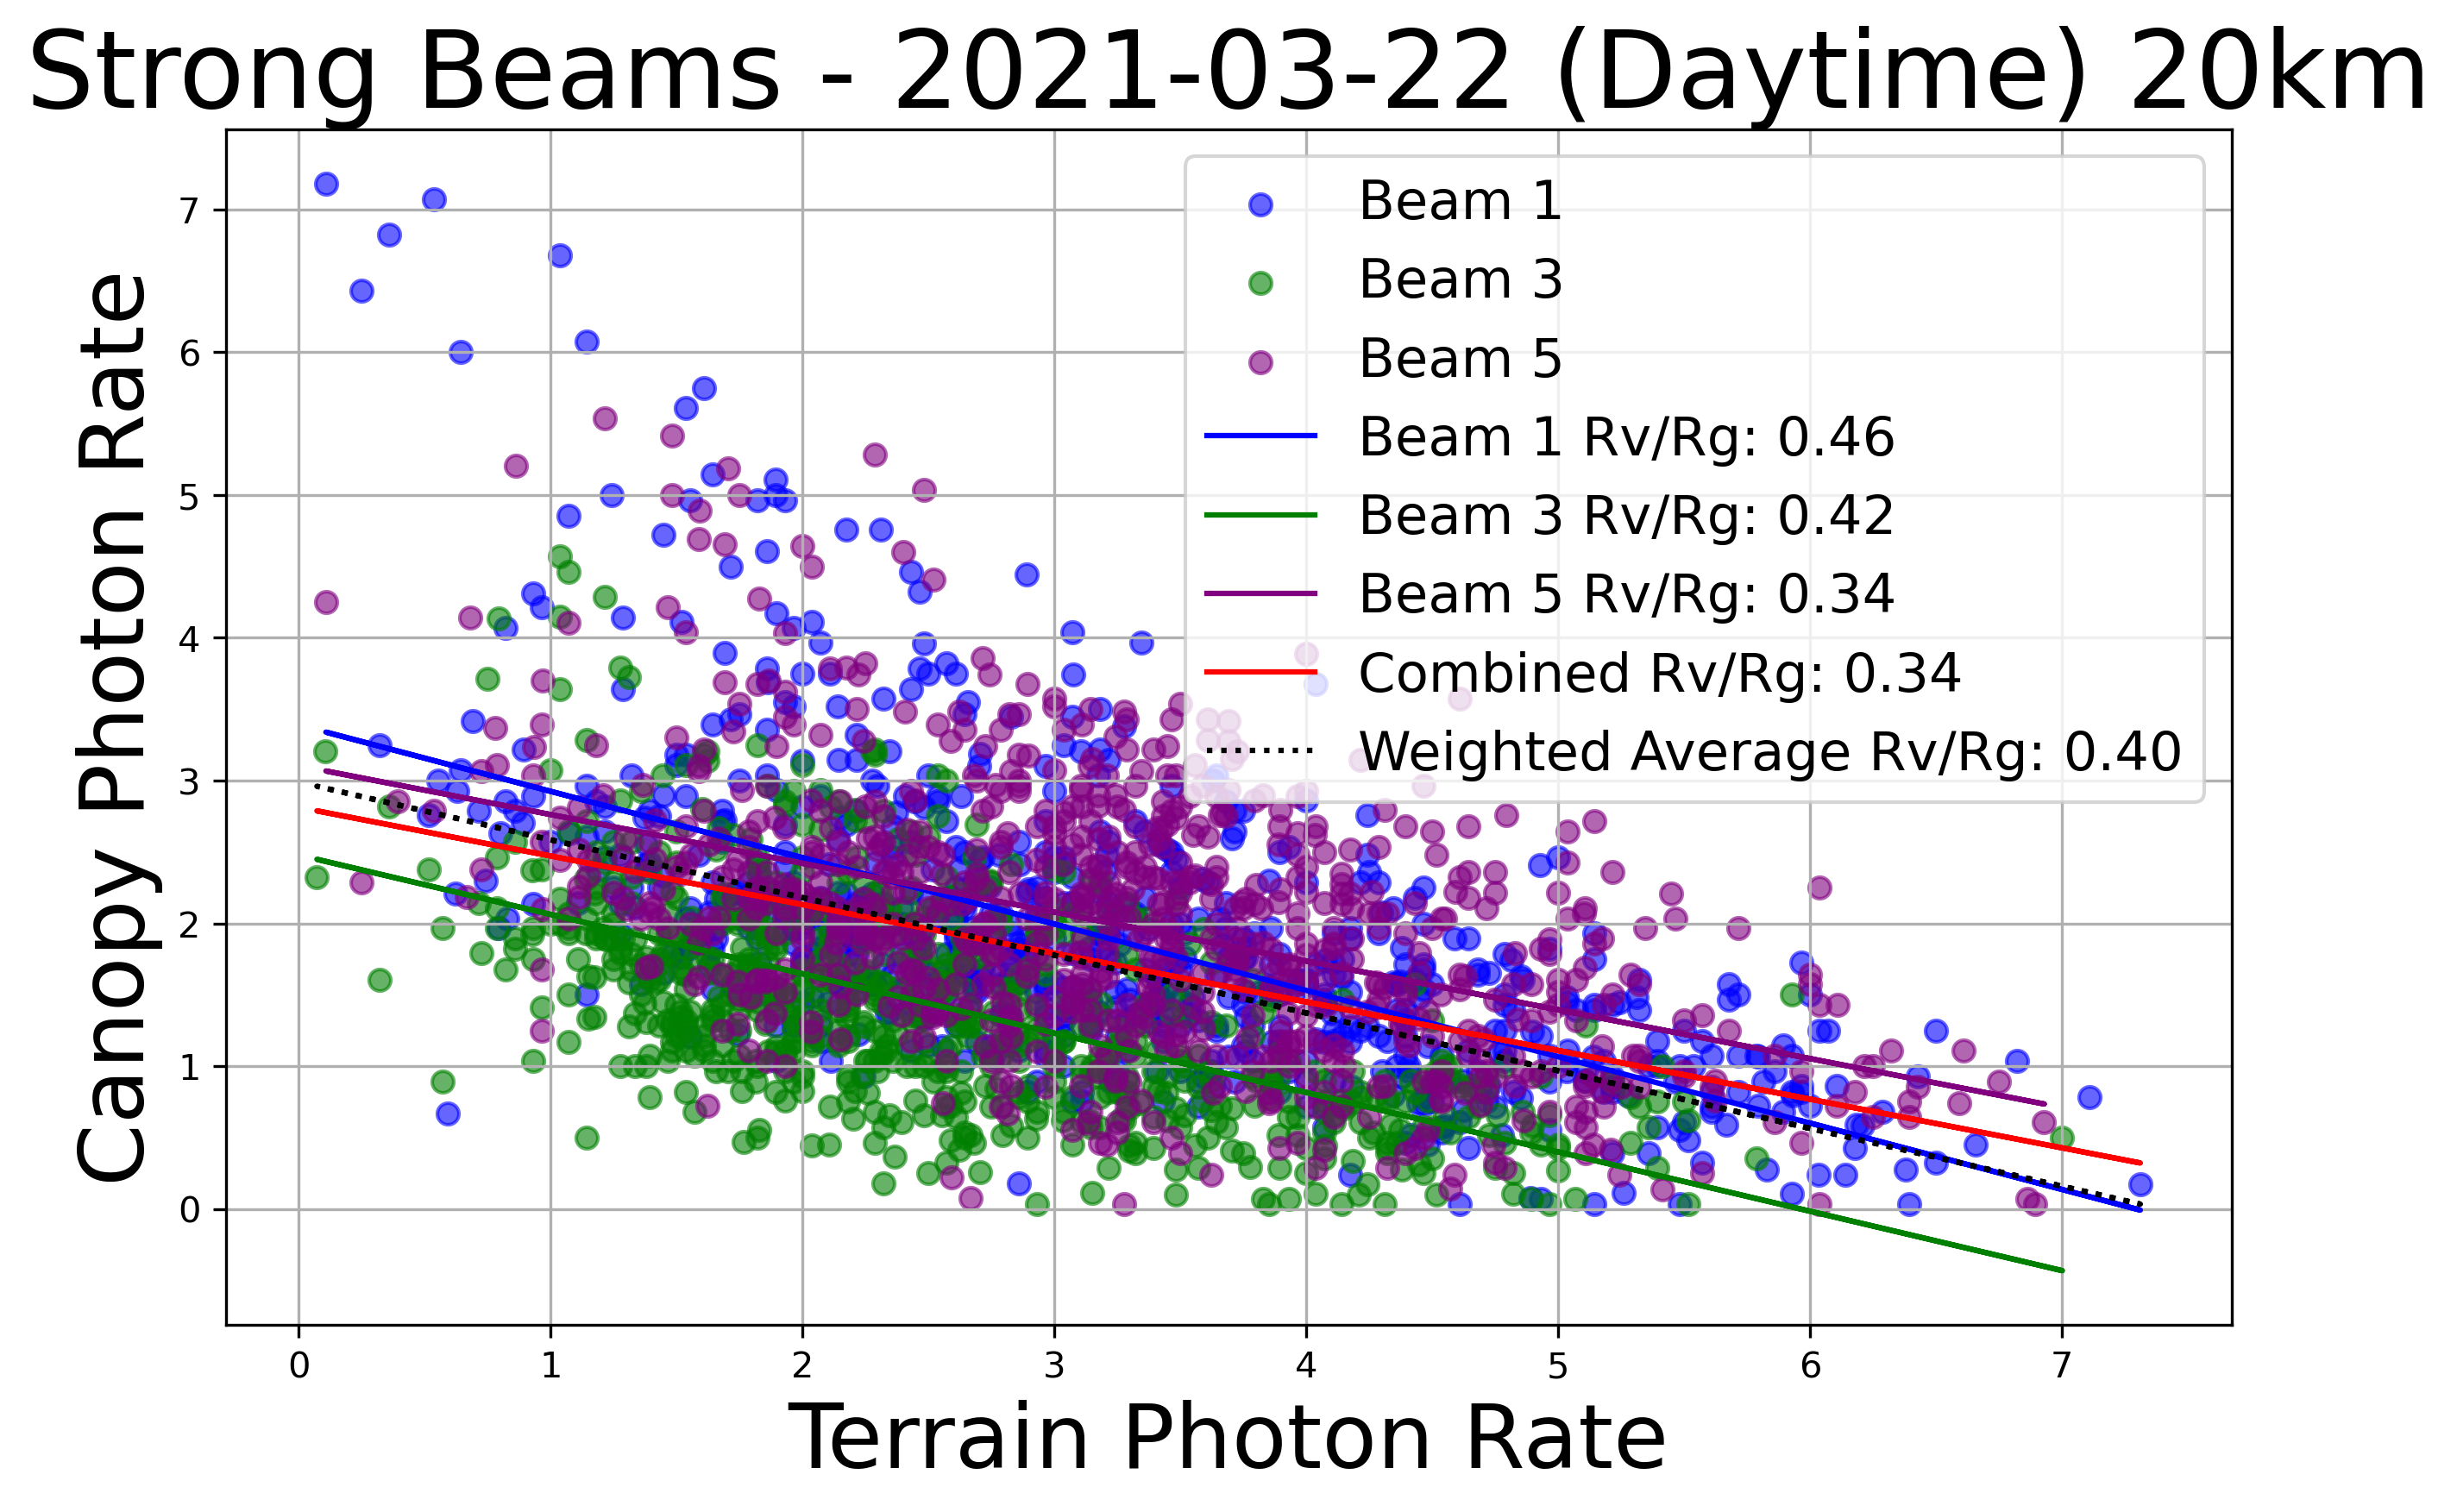 Strong Beams - 2021-03-22 (Daytime) 20km
Canopy Photon Rate
7
6
5
4
3
2
1
0
Beam 1
Beam 3
Beam 5
Beam 1 Rv/Rg: 0.46
Beam 3 Rv/Rg: 0.42
Beam 5 Rv/Rg: 0.34
Combined Rv/Rg: 0.34
Weighted Average Rv/Rg: 0.40
0 1 2 3 4 5 6 7
Terrain Photon Rate